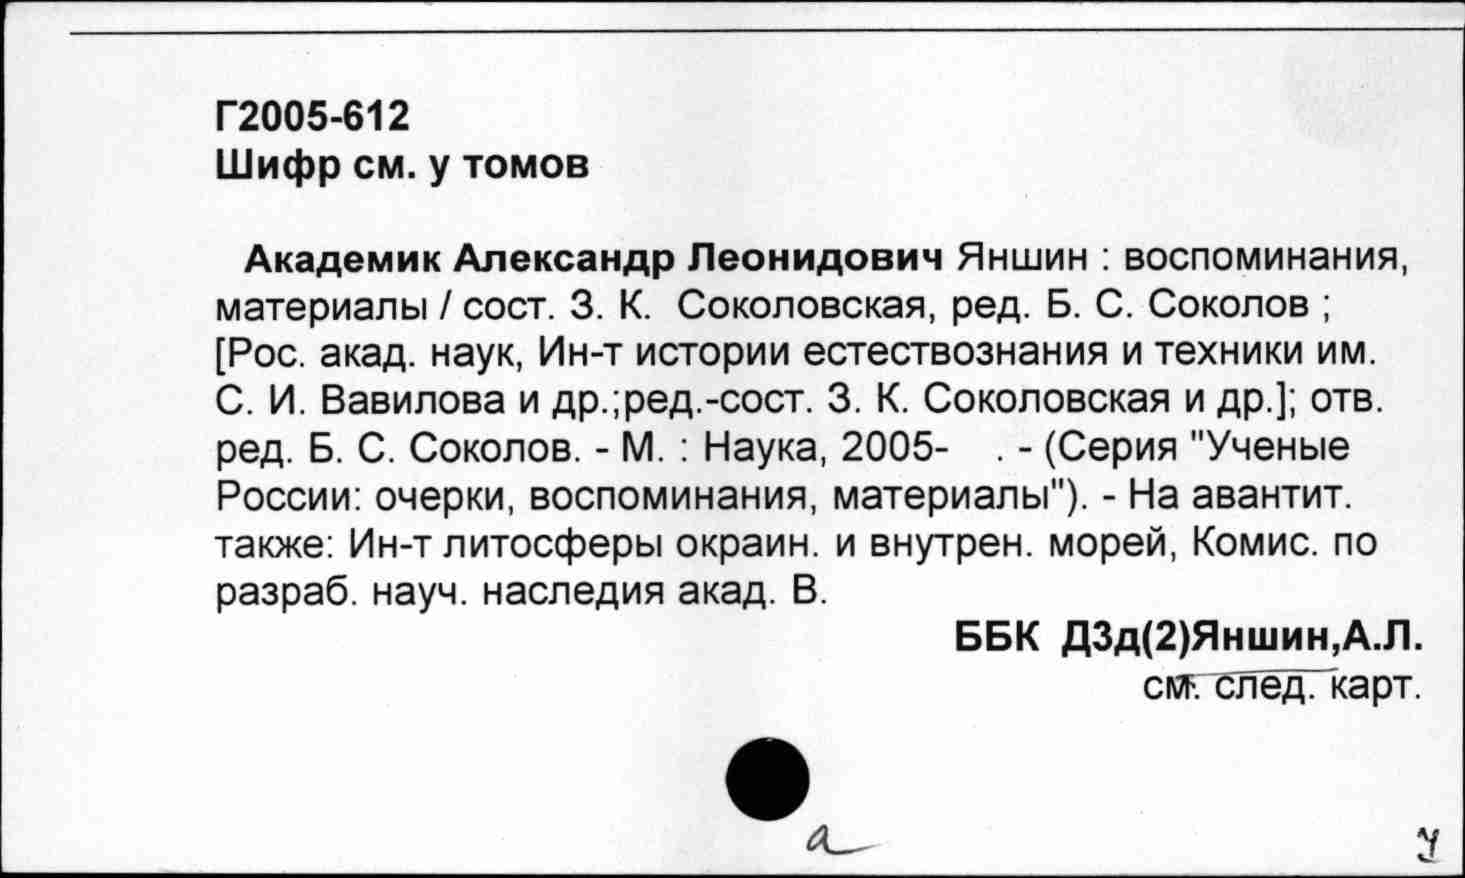 Г2005-612
Шифр см. у томов
Академик Александр Леонидович Яншин : воспоминания,
материалы / сост. З. К. Соколовская, ред. Б. С. Соколов ;
[Рос. акад. наук, Ин-т истории естествознания и техники им.
С. И. Вавилова и др.;ред.-сост. З. К. Соколовская и др.]; отв.
ред. Б. С. Соколов. - М. : Наука, 2005- . - (Серия "Ученые
России: очерки, воспоминания, материалы"). - На авантит.
также: Ин-т литосферы окраин. и внутрен. морей, Комис. по
разраб. науч. наследия акад. В.
ББК ДЗд(2)Яншин,А.Л.
см. след. карт.
а